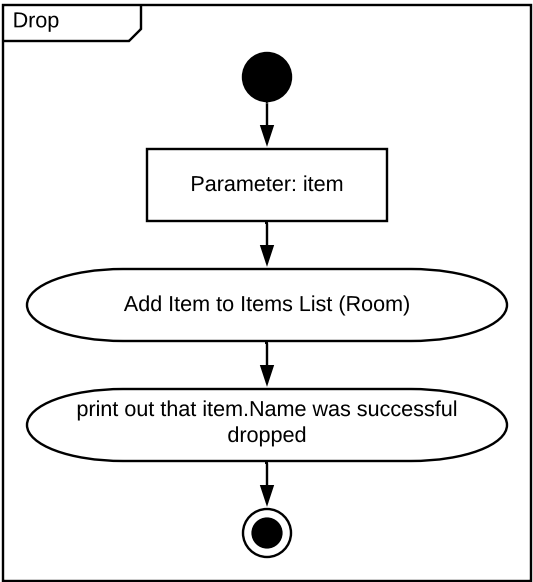 Drop
Parameter: item
Add Item to Items List (Room)
print out that item.Name was successful
dropped